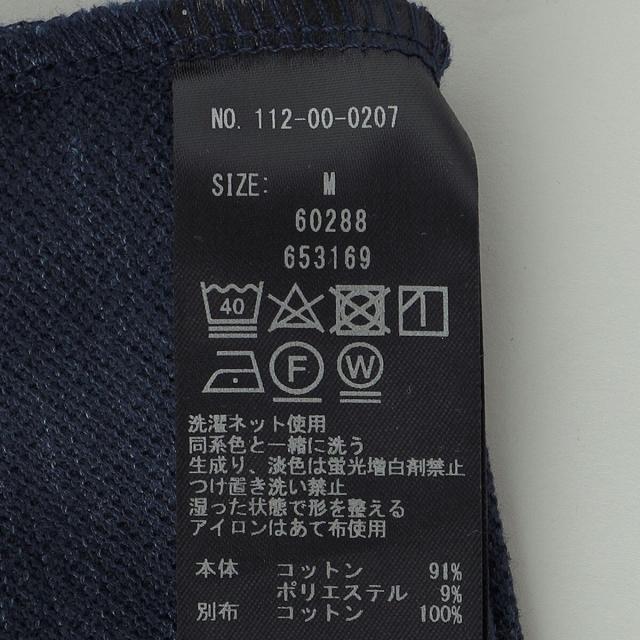 NO. 112-00-0207
SIZE: M
60288
653169
40
F W
洗濯ネット使用
同系色と一緒に洗う
生成り、淡色は蛍光増白剤禁止
つけ置き洗い禁止
湿った状態で形を整える
アイロンはあて布使用
本体 コットン 91%
ポリエステル 9%
別布 コットン 100%